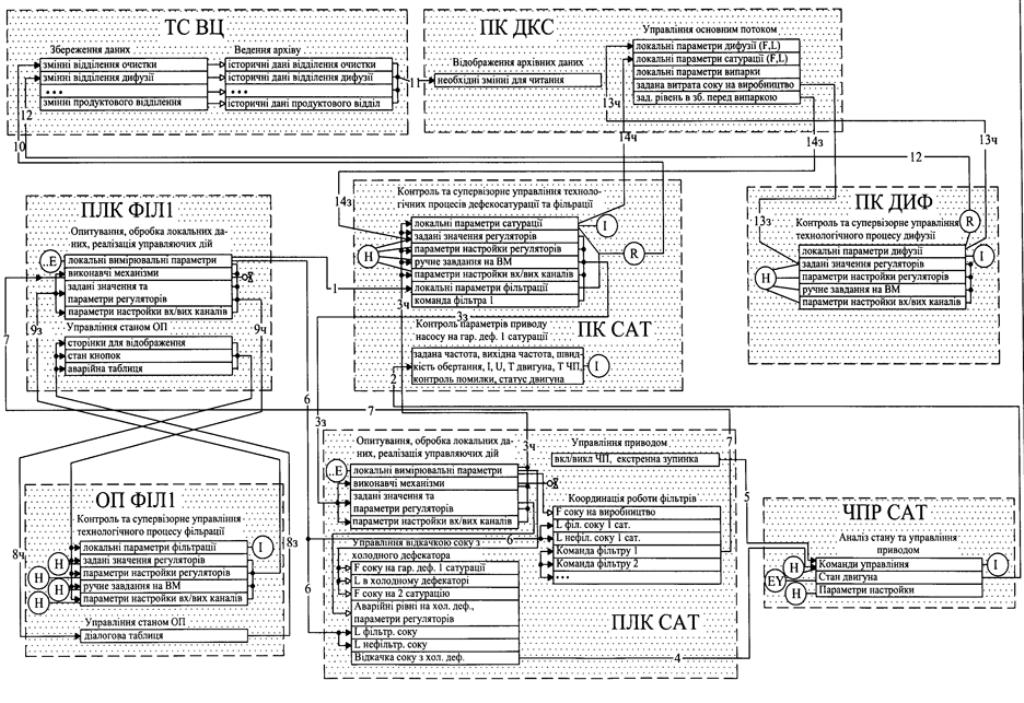 ТС ВЦ
Збереження даних
Ведення архіву
змінні відділення очистки
історичні дані відділення очистки
змінні відділення дифузії
історичні дані відділення дифузії
• • •
• • •
змінні продуктового відділення
історичні дані продуктового відділ
12
10
11
ПК ДКС
Управління основним потоком
Відображення архівних даних
необхідні змінні для читання
локальні параметри дифузії (F,L)
локальні параметри сатурації (F,L)
локальні параметри випарки
задана витрата соку на виробництво
зад. рівень в зб. перед випаркою
13ч
14ч
14з
13ч
12
ПЛК ФІЛ1
Опитування, обробка локальних да-
них, реалізація управляючих дій
..E
локальні вимірювальні параметри
виконавчі механізми
задані значення та
параметри регуляторів
параметри настройки вх/вих каналів
Управління станом ОП
сторінки для відображення
стан кнопок
аварійна таблиця
7
9з
9ч
1
6
14з
Контроль та супервізорне управління техноло-
гічних процесів дефекосатурації та фільрації
локальні параметри сатурації
задані значення регуляторів
параметри настройки регуляторів
ручне завдання на ВМ
параметри настройки вх/вих каналів
локальні параметри фільтрації
команда фільтра 1
H
I
R
3ч
3з
Контроль параметрів приводу
насосу на гар. деф. 1 сатурації
ПК САТ
задана частота, вихідна частота, швид-
кість обертання, I, U, T двигуна, T ЧП,
контроль помилки, статус двигуна
I
2
ПК ДИФ
Контроль та супервізорне управління
технологічного процесу дифузії
13з
R
локальні параметри дифузії
задані значення регуляторів
параметри настройки регуляторів
ручне завдання на ВМ
параметри настройки вх/вих каналів
H
I
7
3з
ОП ФІЛ1
Контроль та супервізорне управління
технологічного процесу фільрації
локальні параметри фільтрації
задані значення регуляторів
параметри настройки регуляторів
ручне завдання на ВМ
параметри настройки вх/вих каналів
H
H
H
H
I
8ч
8з
Управління станом ОП
діалогова таблиця
Опитування, обробка локальних да-
них, реалізація управляючих дій
3ч
..E
локальні вимірювальні параметри
виконавчі механізми
задані значення та
параметри регуляторів
параметри настройки вх/вих каналів
Управління приводом
вкл/викл ЧП, екстренна зупинка
7
5
Координація роботи фільтрів
F соку на виробництво
L філ. соку 1 сат.
L нефіл. соку 1 сат.
Команда фільтру 1
Команда фільтру 2
• • •
6
6
Управління відкачкою соку з
холодного дефекатора
F соку на гар. деф. 1 сатурації
L в холодному дефекаторі
F соку на 2 сатурацію
Аварійні рівні на хол. деф.,
параметри регуляторів
L фільтр. соку
L нефільтр. соку
Відкачка соку з хол. деф.
ПЛК САТ
4
ЧПР САТ
Аналіз стану та управління
приводом
Команди управління
Стан двигуна
Параметри настройки
H
EY
H
I